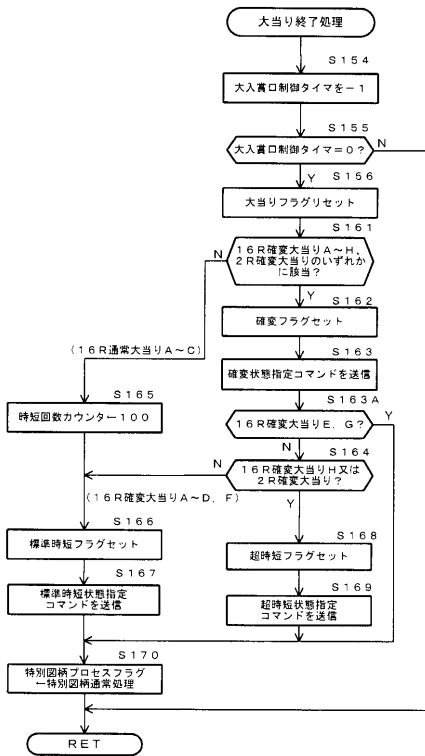 大当り終了処理
S154
大入賞口制御タイマを－1
S155
大入賞口制御タイマ＝0？
N
Y
S156
大当りフラグリセット
S161
16R確変大当りA～H，
2R確変大当りのいずれか
に該当？
N
Y
S162
確変フラグセット
(16R通常大当りA～C)
S163
確変状態指定コマンドを送信
S165
時短回数カウンター100
S163A
16R確変大当りE，G？
Y
N
S164
16R確変大当りH又は
2R確変大当り？
N
(16R確変大当りA～D，F)
Y
S166
標準時短フラグセット
S168
超時短フラグセット
S167
標準時短状態指定
コマンドを送信
S169
超時短状態指定
コマンドを送信
S170
特別図柄プロセスフラグ
←特別図柄通常処理
RET